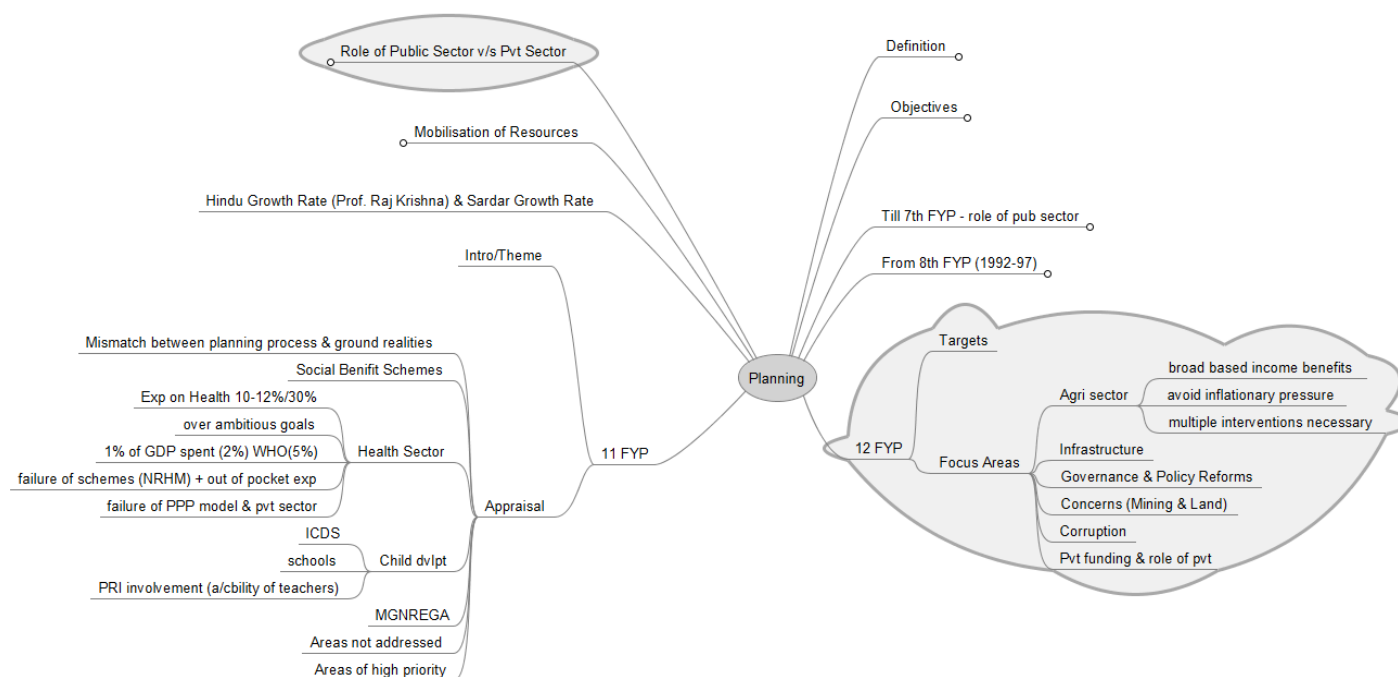 Role of Public Sector v/s Pvt Sector
Mobilisation of Resources
Hindu Growth Rate (Prof. Raj Krishna) & Sardar Growth Rate
Intro/Theme
Mismatch between planning process & ground realities
Social Benifit Schemes
Exp on Health 10-12%/30%
over ambitious goals
1% of GDP spent (2%) WHO(5%)
failure of schemes (NRHM) + out of pocket exp
failure of PPP model & pvt sector
Health Sector
ICDS
schools
PRI involvement (a/cbility of teachers)
Child dvlpt
MGNREGA
Areas not addressed
Areas of high priority
Appraisal
11 FYP
Planning
Definition
Objectives
Till 7th FYP - role of pub sector
From 8th FYP (1992-97)
12 FYP
Targets
Focus Areas
Agri sector
broad based income benefits
avoid inflationary pressure
multiple interventions necessary
Infrastructure
Governance & Policy Reforms
Concerns (Mining & Land)
Corruption
Pvt funding & role of pvt